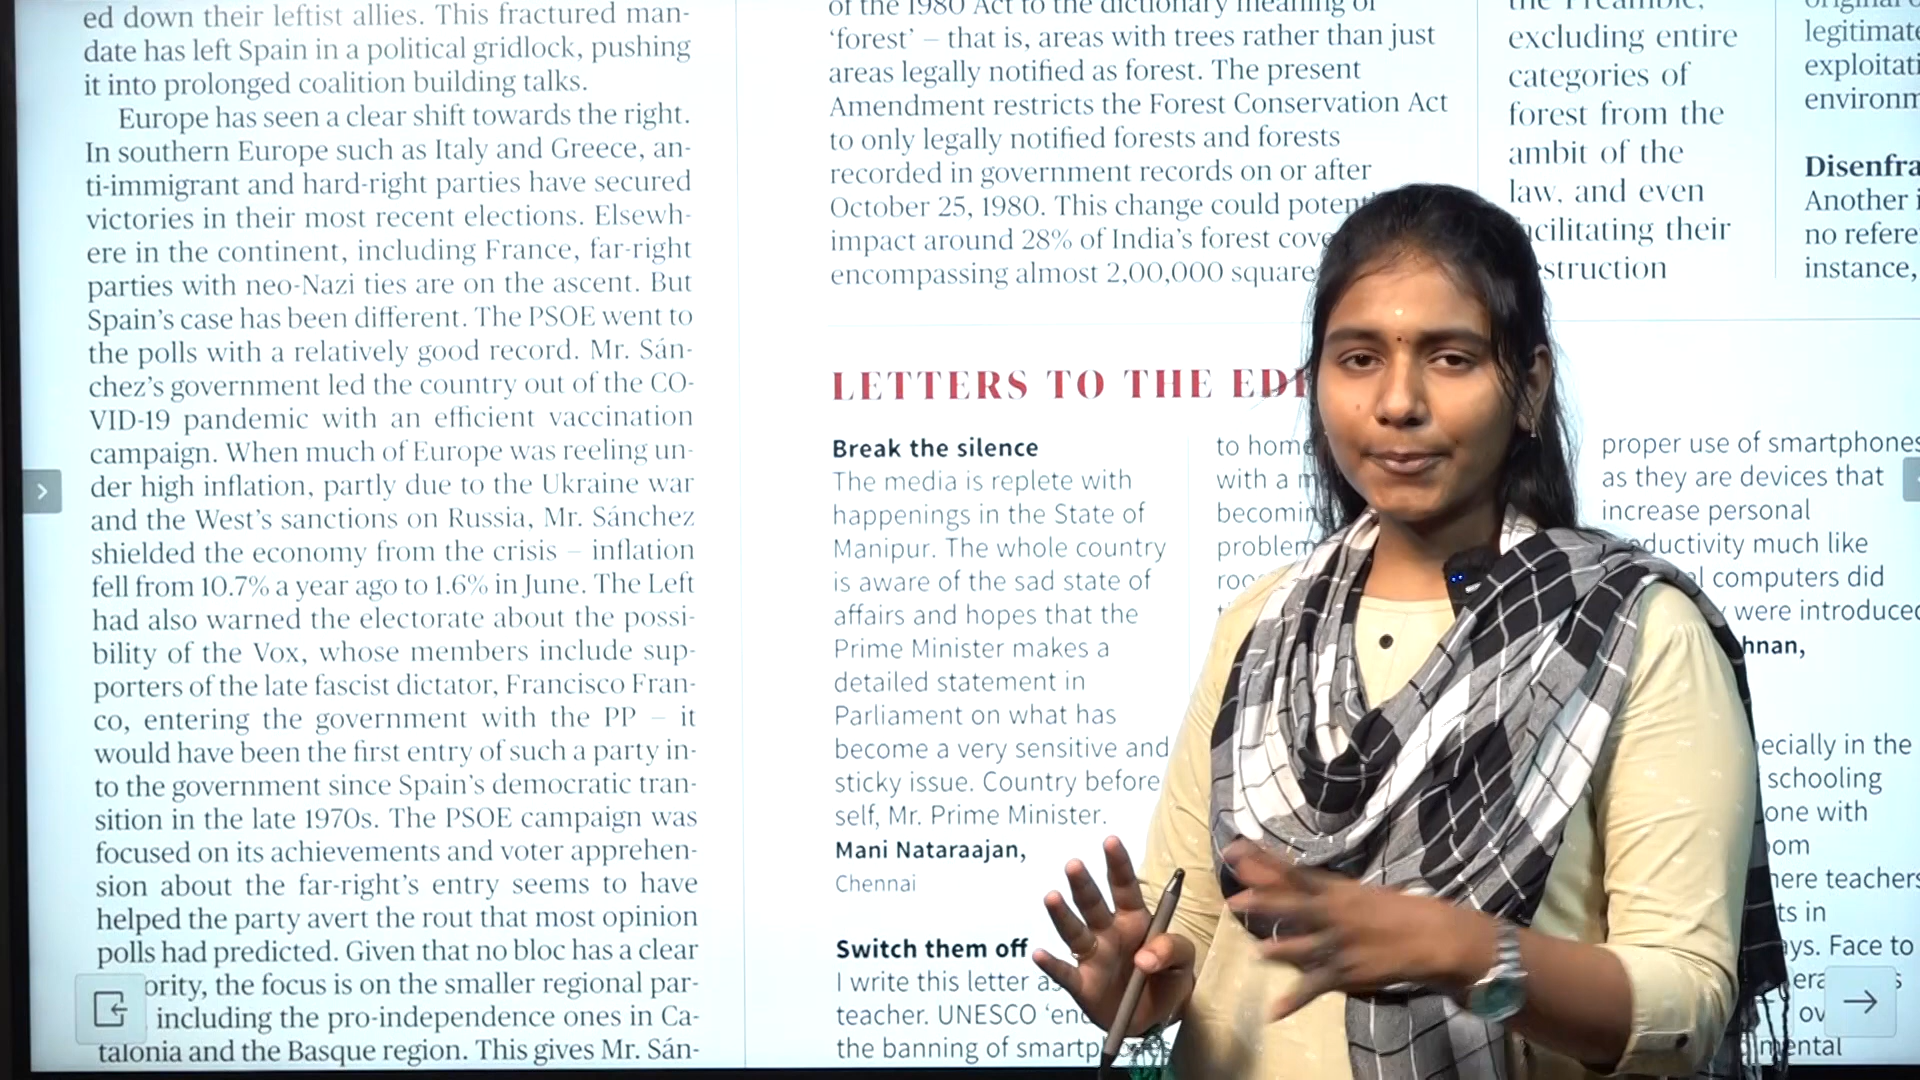 ed down their leftist allies. This fractured man-
date has left Spain in a political gridlock, pushing
it into prolonged coalition building talks.
Europe has seen a clear shift towards the right.
In southern Europe such as Italy and Greece, an-
ti-immigrant and hard-right parties have secured
victories in their most recent elections. Elsewh-
ere in the continent, including France, far-right
parties with neo-Nazi ties are on the ascent. But
Spain's case has been different. The PSOE went to
the polls with a relatively good record. Mr. Sán-
chez's government led the country out of the CO-
VID-19 pandemic with an efficient vaccination
campaign. When much of Europe was reeling un-
der high inflation, partly due to the Ukraine war
and the West's sanctions on Russia, Mr. Sánchez
shielded the economy from the crisis – inflation
fell from 10.7% a year ago to 1.6% in June. The Left
had also warned the electorate about the possi-
bility of the Vox, whose members include sup-
porters of the late fascist dictator, Francisco Fran-
co, entering the government with the PP – it
would have been the first entry of such a party in-
to the government since Spain's democratic tran-
sition in the late 1970s. The PSOE campaign was
focused on its achievements and voter apprehen-
sion about the far-right's entry seems to have
helped the party avert the rout that most opinion
polls had predicted. Given that no bloc has a clear
ority, the focus is on the smaller regional par-
including the pro-independence ones in Ca-
talonia and the Basque region. This gives Mr. Sán-
of the 1980 Act to the dictionary meaning of
'forest' – that is, areas with trees rather than just
areas legally notified as forest. The present
Amendment restricts the Forest Conservation Act
to only legally notified forests and forests
recorded in government records on or after
October 25, 1980. This change could potent
impact around 28% of India's forest cove
encompassing almost 2,00,000 square
the Preamble,
excluding entire
categories of
forest from the
ambit of the
law, and even
acilitating their
struction
legitimate
exploitati
environm
Disenfra
Another i
no refere
instance,
LETTERS TO THE EDI
Break the silence
The media is replete with
happenings in the State of
Manipur. The whole country
is aware of the sad state of
affairs and hopes that the
Prime Minister makes a
detailed statement in
Parliament on what has
become a very sensitive and
sticky issue. Country before
self, Mr. Prime Minister.
Mani Nataraajan,
Chennai
Switch them off
I write this letter as
teacher. UNESCO 'end
the banning of smartph
to home
with a m
becomin
problem
proper use of smartphones
as they are devices that
increase personal
ductivity much like
l computers did
were introduced
hnan,
ecially in the
schooling
one with
om
here teachers
ts in
ays. Face to
era
ov
mental